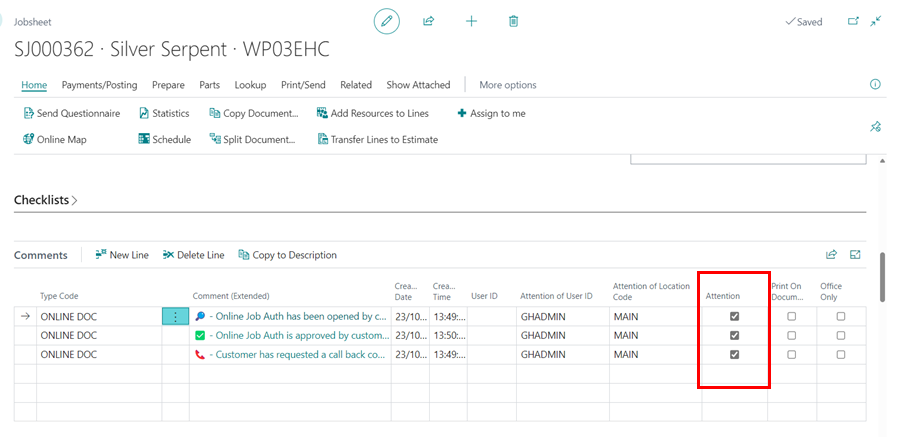 Jobsheet
Saved
SJ000362 · Silver Serpent · WP03EHC
Home Payments/Posting Prepare Parts Lookup Print/Send Related Show Attached More options
Send Questionnaire Statistics Copy Document... Add Resources to Lines Assign to me
Online Map Schedule Split Document... Transfer Lines to Estimate
Checklists
Comments New Line Delete Line Copy to Description
Type Code Comment (Extended) Crea... Date Crea... Time User ID Attention of User ID Attention of Location Code Attention Print On Docum... Office Only
ONLINE DOC - Online Job Auth has been opened by c... 23/10... 13:49:... GHADMIN MAIN
ONLINE DOC - Online Job Auth is approved by custom... 23/10... 13:50:... GHADMIN MAIN
ONLINE DOC - Customer has requested a call back co... 23/10... 13:49:... GHADMIN MAIN